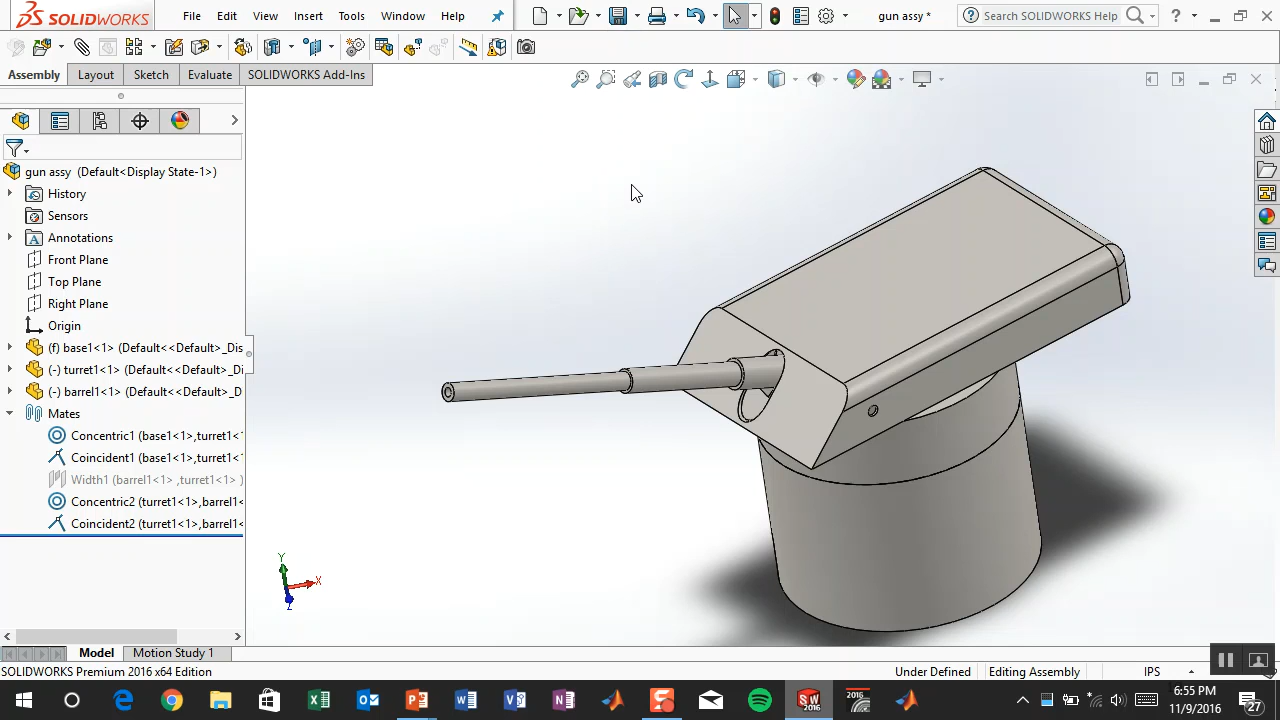 SOLIDWORKS
File Edit View Insert Tools Window Help
gun assy *
Search SOLIDWORKS Help
?
Assembly Layout Sketch Evaluate SOLIDWORKS Add-Ins
gun assy (Default<Display State-1>)
History
Sensors
A Annotations
Front Plane
Top Plane
Right Plane
Origin
(f) base1<1> (Default<<Default>_Dis
(-) turret1<1> (Default<<Default>_Di
(-) barrel1<1> (Default<<Default>_D
Mates
Concentric1 (base1<1>,turret1<
Coincident1 (base1<1>,turret1<
Width1 (barrel1<1> ,turret1<1> )
Concentric2 (turret1<1>,barrel1<
Coincident2 (turret1<1>,barrel1<
Y
X
Z
Model Motion Study 1
SOLIDWORKS Premium 2016 x64 Edition
Under Defined Editing Assembly IPS
SW 2016
2016
6:55 PM
11/9/2016
27